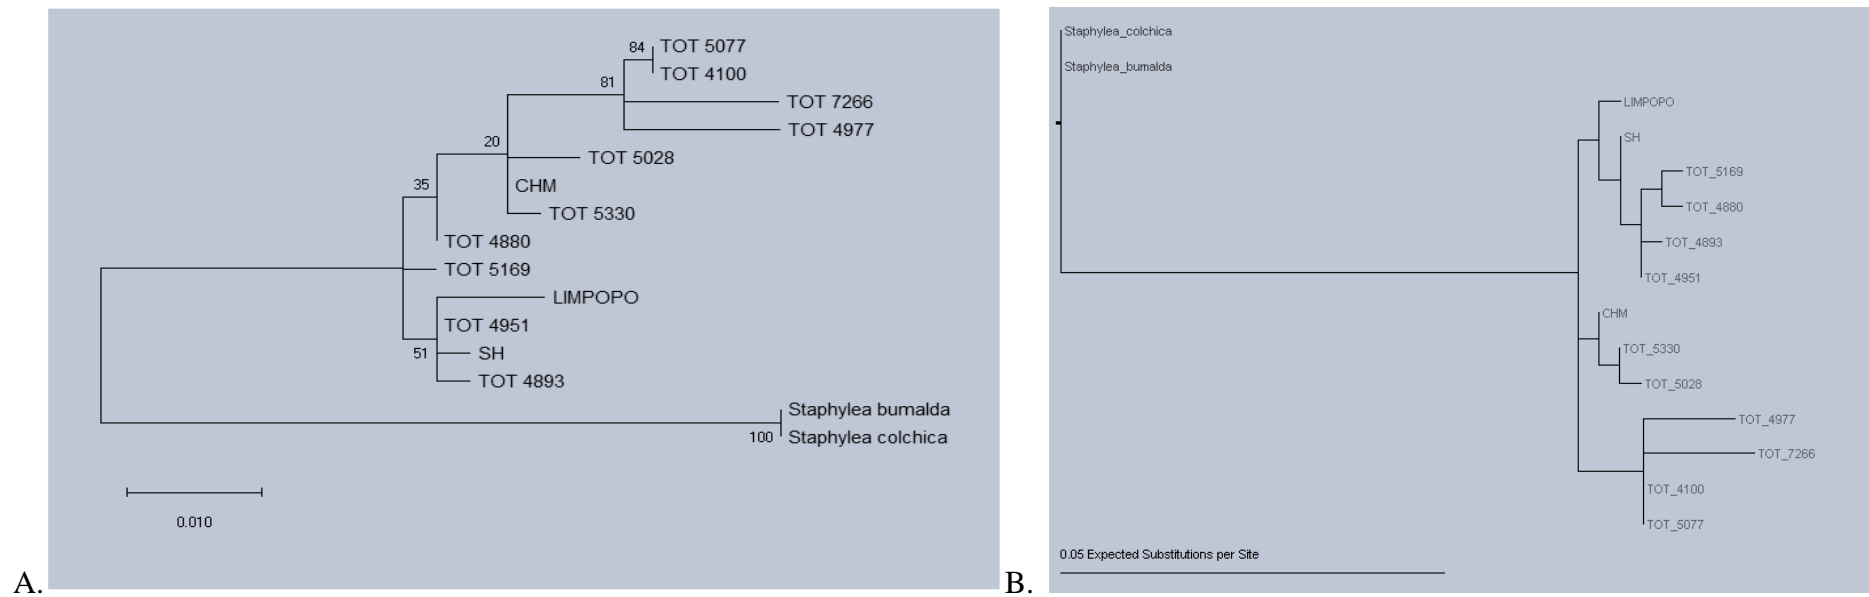 84
TOT 5077
TOT 4100
81
TOT 7266
TOT 4977
20
TOT 5028
35
CHM
TOT 5330
TOT 4880
TOT 5169
LIMPOPO
TOT 4951
51
SH
TOT 4893
Staphylea bumalda
100
Staphylea colchica
0.010
A.
Staphylea_colchica
Staphylea_bumalda
LIMPOPO
SH
TOT_5169
TOT_4880
TOT_4893
TOT_4951
CHM
TOT_5330
TOT_5028
TOT_4977
TOT_7266
TOT_4100
TOT_5077
0.05 Expected Substitutions per Site
B.